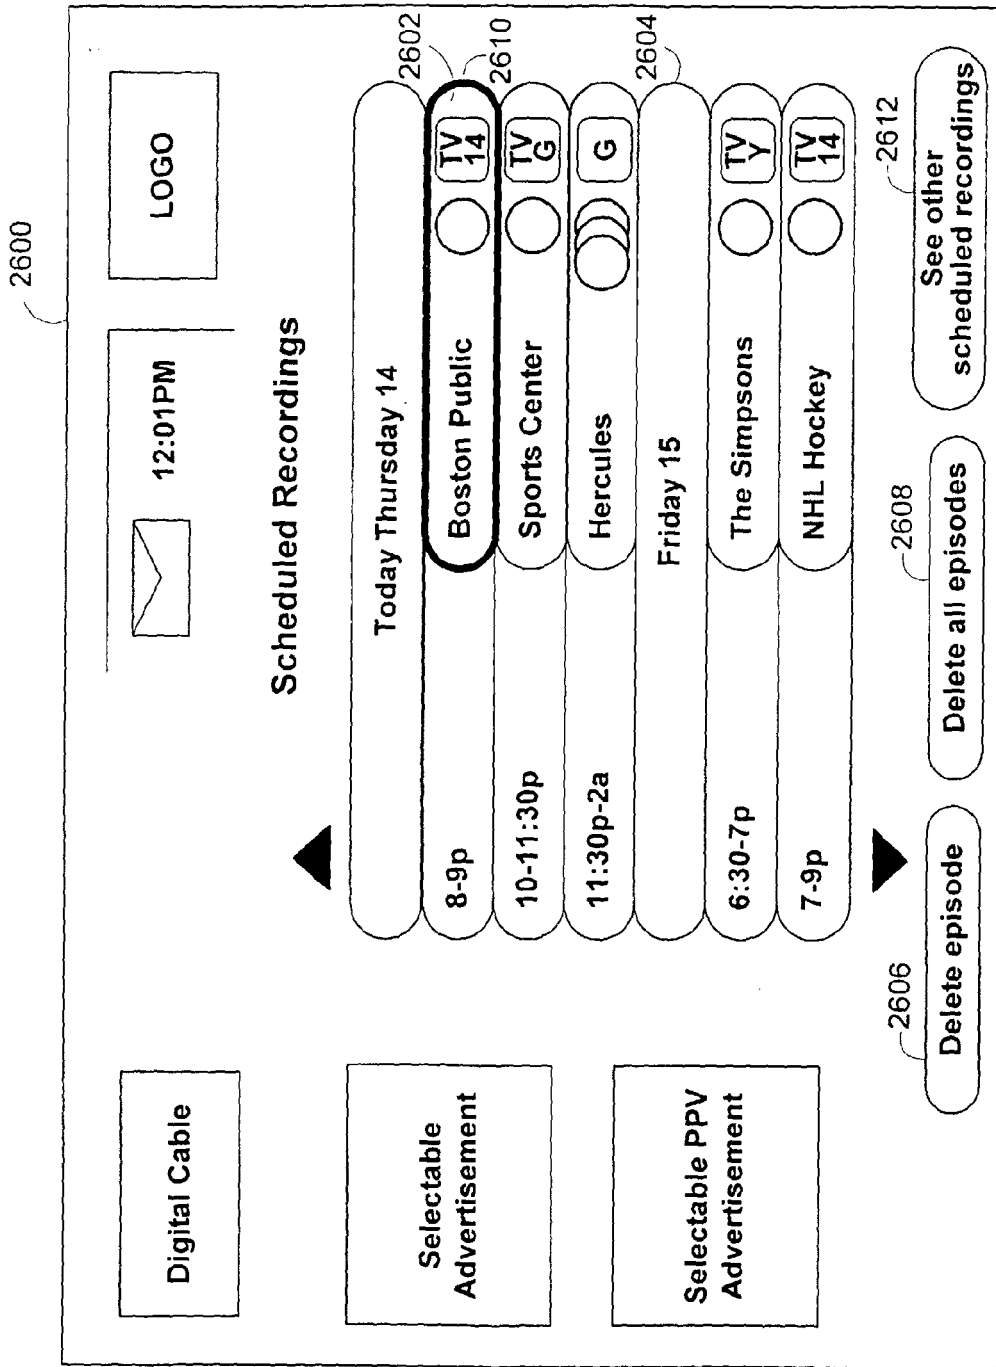 2600
Digital Cable
12:01PM
LOGO
Scheduled Recordings
Selectable
Advertisement
Selectable PPV
Advertisement
Today Thursday 14
8-9p
Boston Public
TV
14
2602
2610
10-11:30p
Sports Center
TV
G
11:30p-2a
Hercules
G
Friday 15
2604
6:30-7p
The Simpsons
TV
Y
7-9p
NHL Hockey
TV
14
2606
Delete episode
2608
Delete all episodes
2612
See other
scheduled recordings